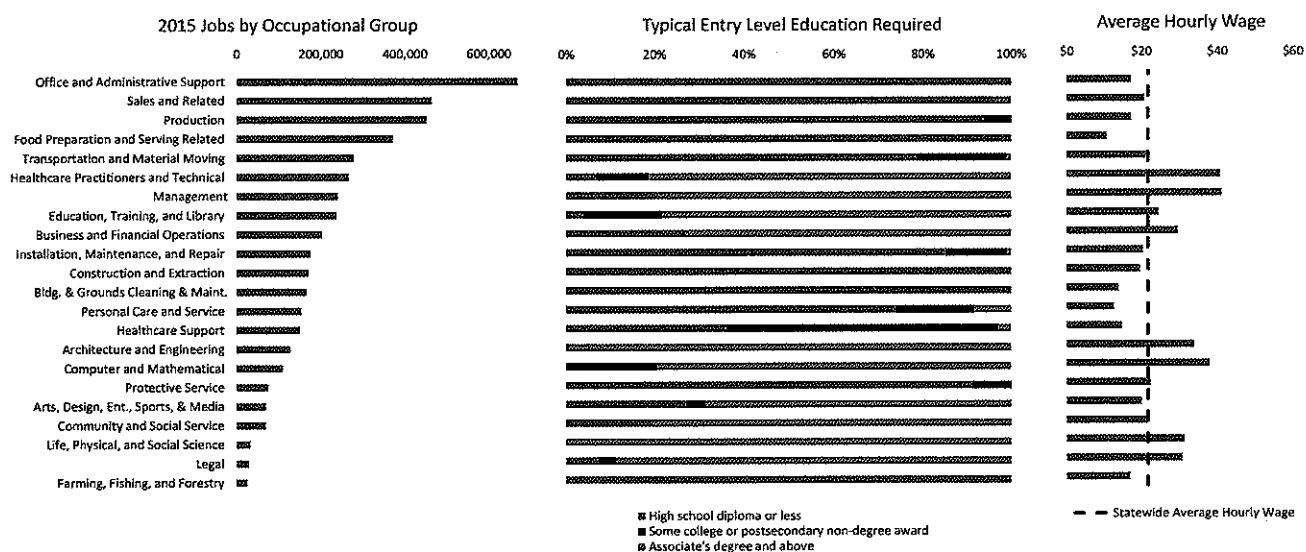 2015 Jobs by Occupational Group
Typical Entry Level Education Required
Average Hourly Wage
0 200,000 400,000 600,000
0% 20% 40% 60% 80% 100%
$0 $20 $40 $60
Office and Administrative Support
Sales and Related
Production
Food Preparation and Serving Related
Transportation and Material Moving
Healthcare Practitioners and Technical
Management
Education, Training, and Library
Business and Financial Operations
Installation, Maintenance, and Repair
Construction and Extraction
Bldg. & Grounds Cleaning & Maint.
Personal Care and Service
Healthcare Support
Architecture and Engineering
Computer and Mathematical
Protective Service
Arts, Design, Ent., Sports, & Media
Community and Social Service
Life, Physical, and Social Science
Legal
Farming, Fishing, and Forestry
High school diploma or less
Some college or postsecondary non-degree award
Associate's degree and above
Statewide Average Hourly Wage